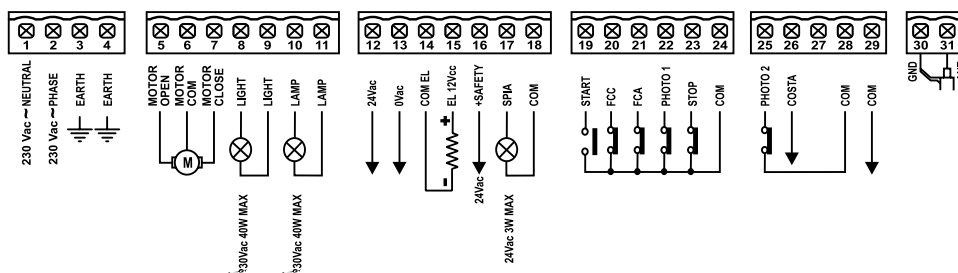 1 2 3 4
5 6 7 8 9 10 11
12 13 14 15 16 17 18
19 20 21 22 23 24
25 26 27 28 29
30 31
230 Vac ~ NEUTRAL
230 Vac ~ PHASE
EARTH
EARTH
MOTOR OPEN
MOTOR COM
MOTOR CLOSE
LIGHT
LIGHT
LAMP
LAMP
M
230Vac 40W MAX
230Vac 40W MAX
24Vac
0Vac
COM EL
EL 12Vcc
+SAFETY
SPIA
COM
+
-
24Vac
24Vac 3W MAX
START
FCC
FCA
PHOTO 1
STOP
COM
PHOTO 2
COSTA
COM
COM
GND